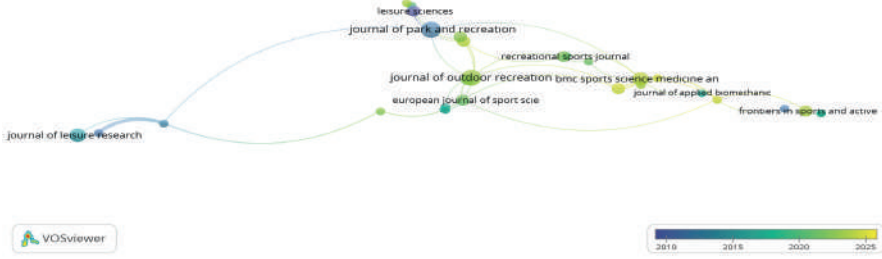 leisure sciences
journal of park and recreation
recreational sports journal
journal of outdoor recreation
bmc sports science medicine an
european journal of sport scie
journal of applied biomechanic
frontiers in sports and active
journal of leisure research
VOSviewer
2010 2015 2020 2025